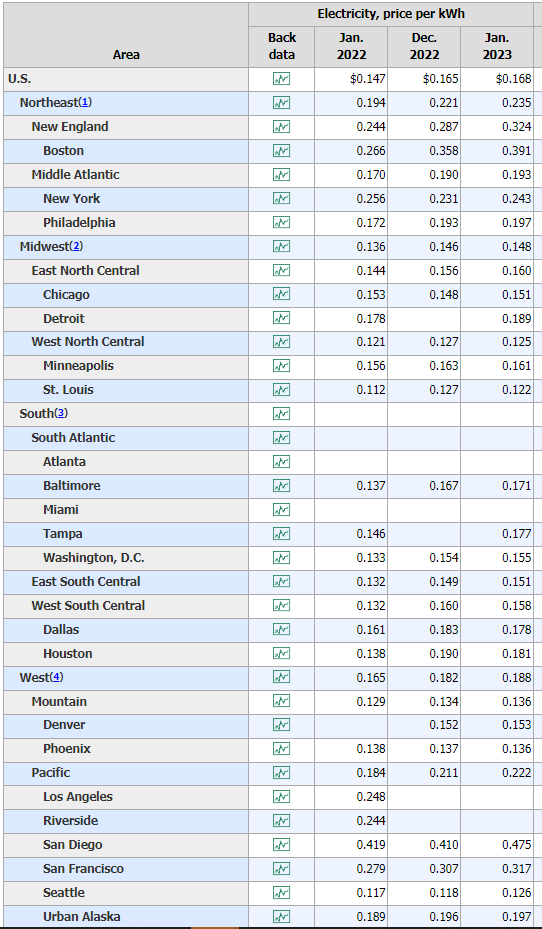 Electricity, price per kWh
Area Back data Jan. 2022 Dec. 2022 Jan. 2023
U.S. $0.147 $0.165 $0.168
Northeast(1) 0.194 0.221 0.235
New England 0.244 0.287 0.324
Boston 0.266 0.358 0.391
Middle Atlantic 0.170 0.190 0.193
New York 0.256 0.231 0.243
Philadelphia 0.172 0.193 0.197
Midwest(2) 0.136 0.146 0.148
East North Central 0.144 0.156 0.160
Chicago 0.153 0.148 0.151
Detroit 0.178 0.189
West North Central 0.121 0.127 0.125
Minneapolis 0.156 0.163 0.161
St. Louis 0.112 0.127 0.122
South(3)
South Atlantic
Atlanta
Baltimore 0.137 0.167 0.171
Miami
Tampa 0.146 0.177
Washington, D.C. 0.133 0.154 0.155
East South Central 0.132 0.149 0.151
West South Central 0.132 0.160 0.158
Dallas 0.161 0.183 0.178
Houston 0.138 0.190 0.181
West(4) 0.165 0.182 0.188
Mountain 0.129 0.134 0.136
Denver 0.152 0.153
Phoenix 0.138 0.137 0.136
Pacific 0.184 0.211 0.222
Los Angeles 0.248
Riverside 0.244
San Diego 0.419 0.410 0.475
San Francisco 0.279 0.307 0.317
Seattle 0.117 0.118 0.126
Urban Alaska 0.189 0.196 0.197